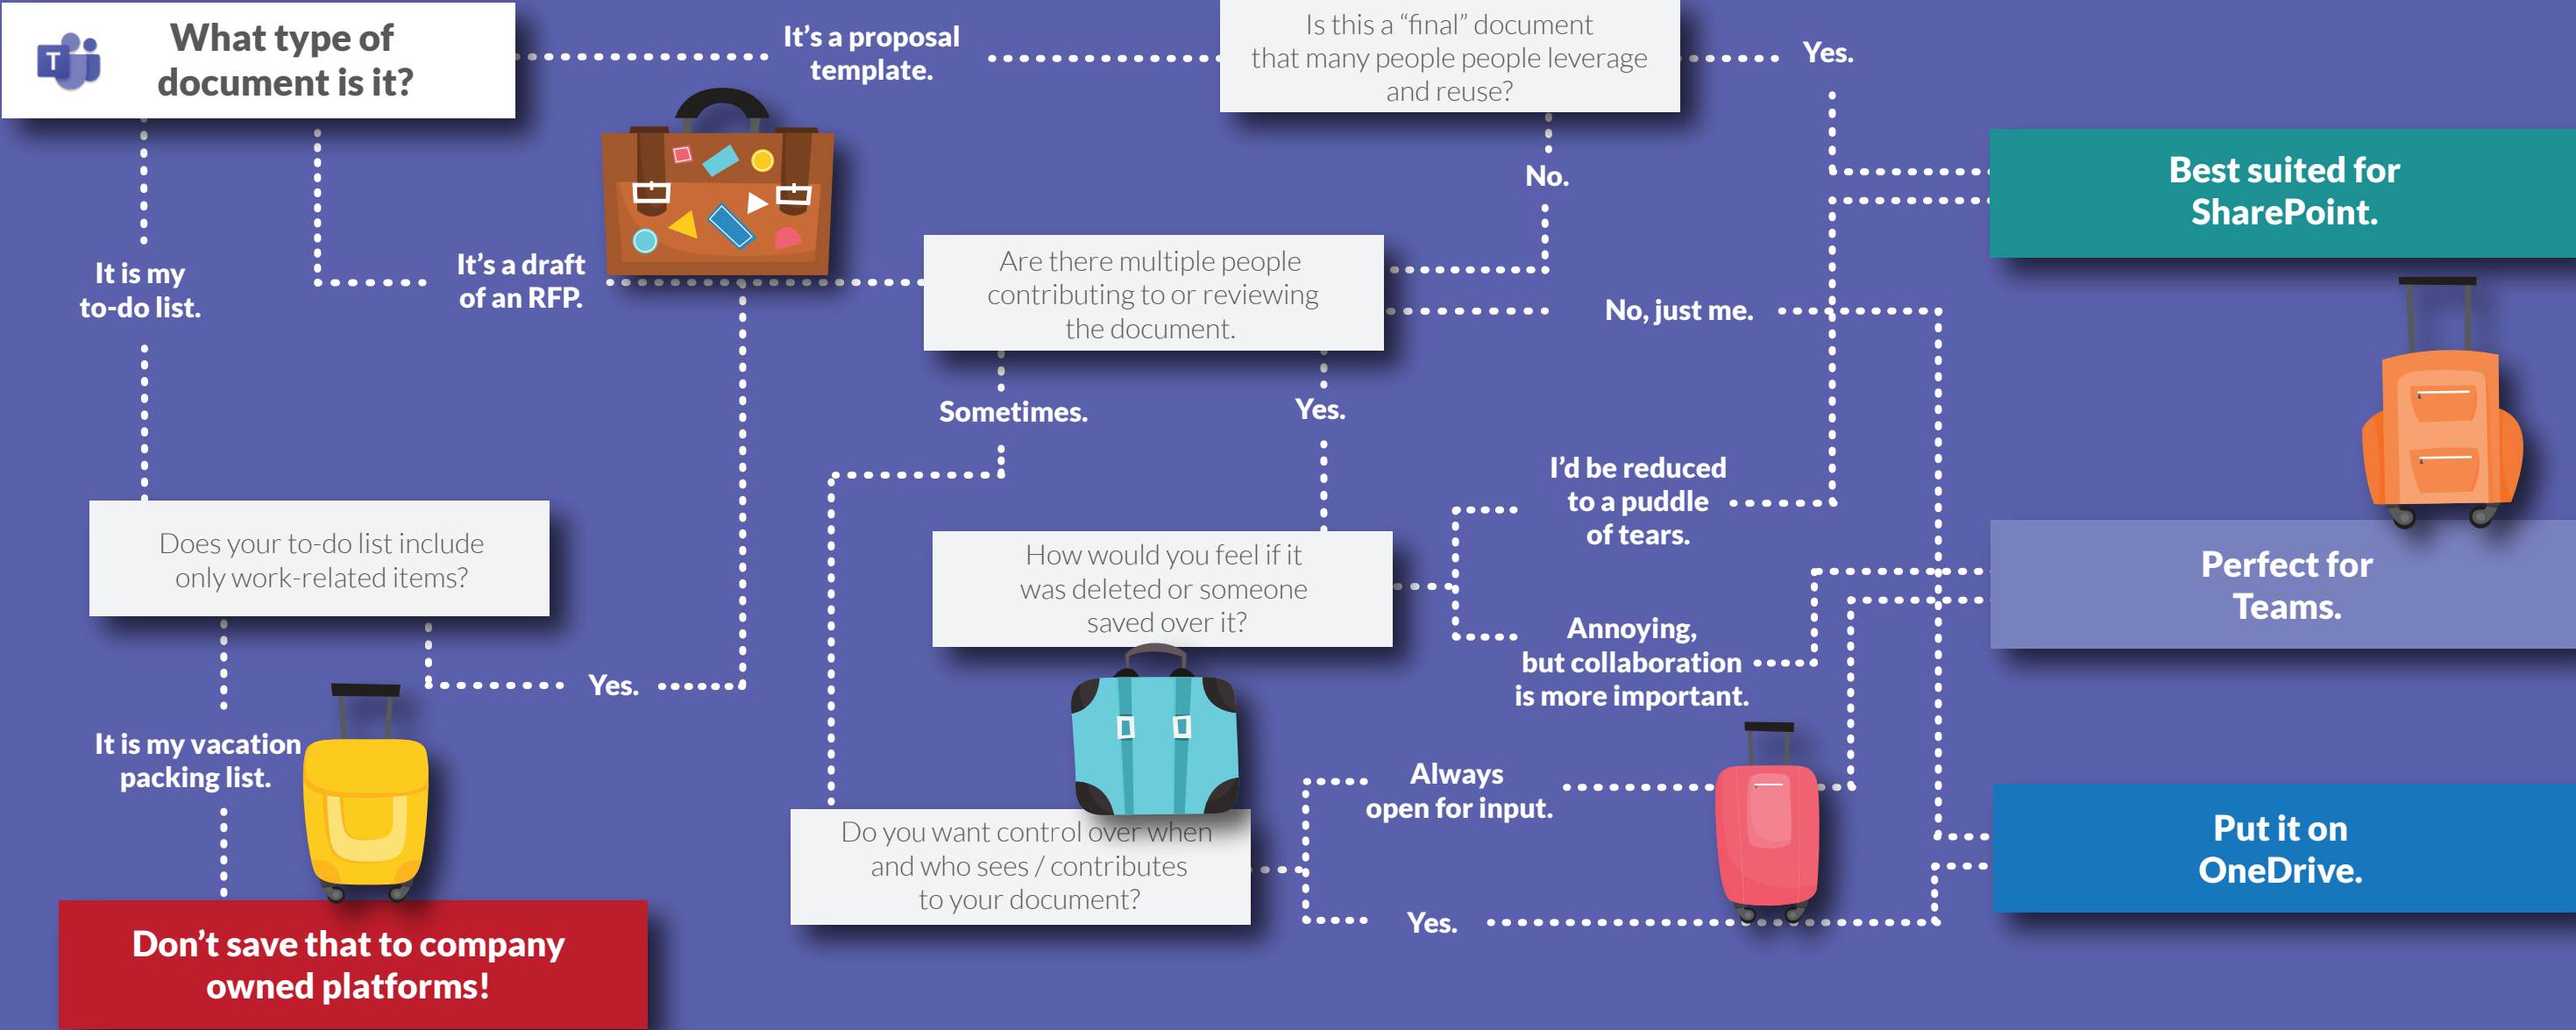 What type of
document is it?
T
It's a proposal
template.
Is this a “final” document
that many people people leverage
and reuse?
Yes.
No.
Best suited for
SharePoint.
It is my
to-do list.
It's a draft
of an RFP.
Are there multiple people
contributing to or reviewing
the document.
No, just me.
Sometimes.
Yes.
I'd be reduced
to a puddle
of tears.
Does your to-do list include
only work-related items?
How would you feel if it
was deleted or someone
saved over it?
Perfect for
Teams.
Annoying,
but collaboration
is more important.
Yes.
It is my vacation
packing list.
Always
open for input.
Do you want control over when
and who sees / contributes
to your document?
Put it on
OneDrive.
Yes.
Don't save that to company
owned platforms!